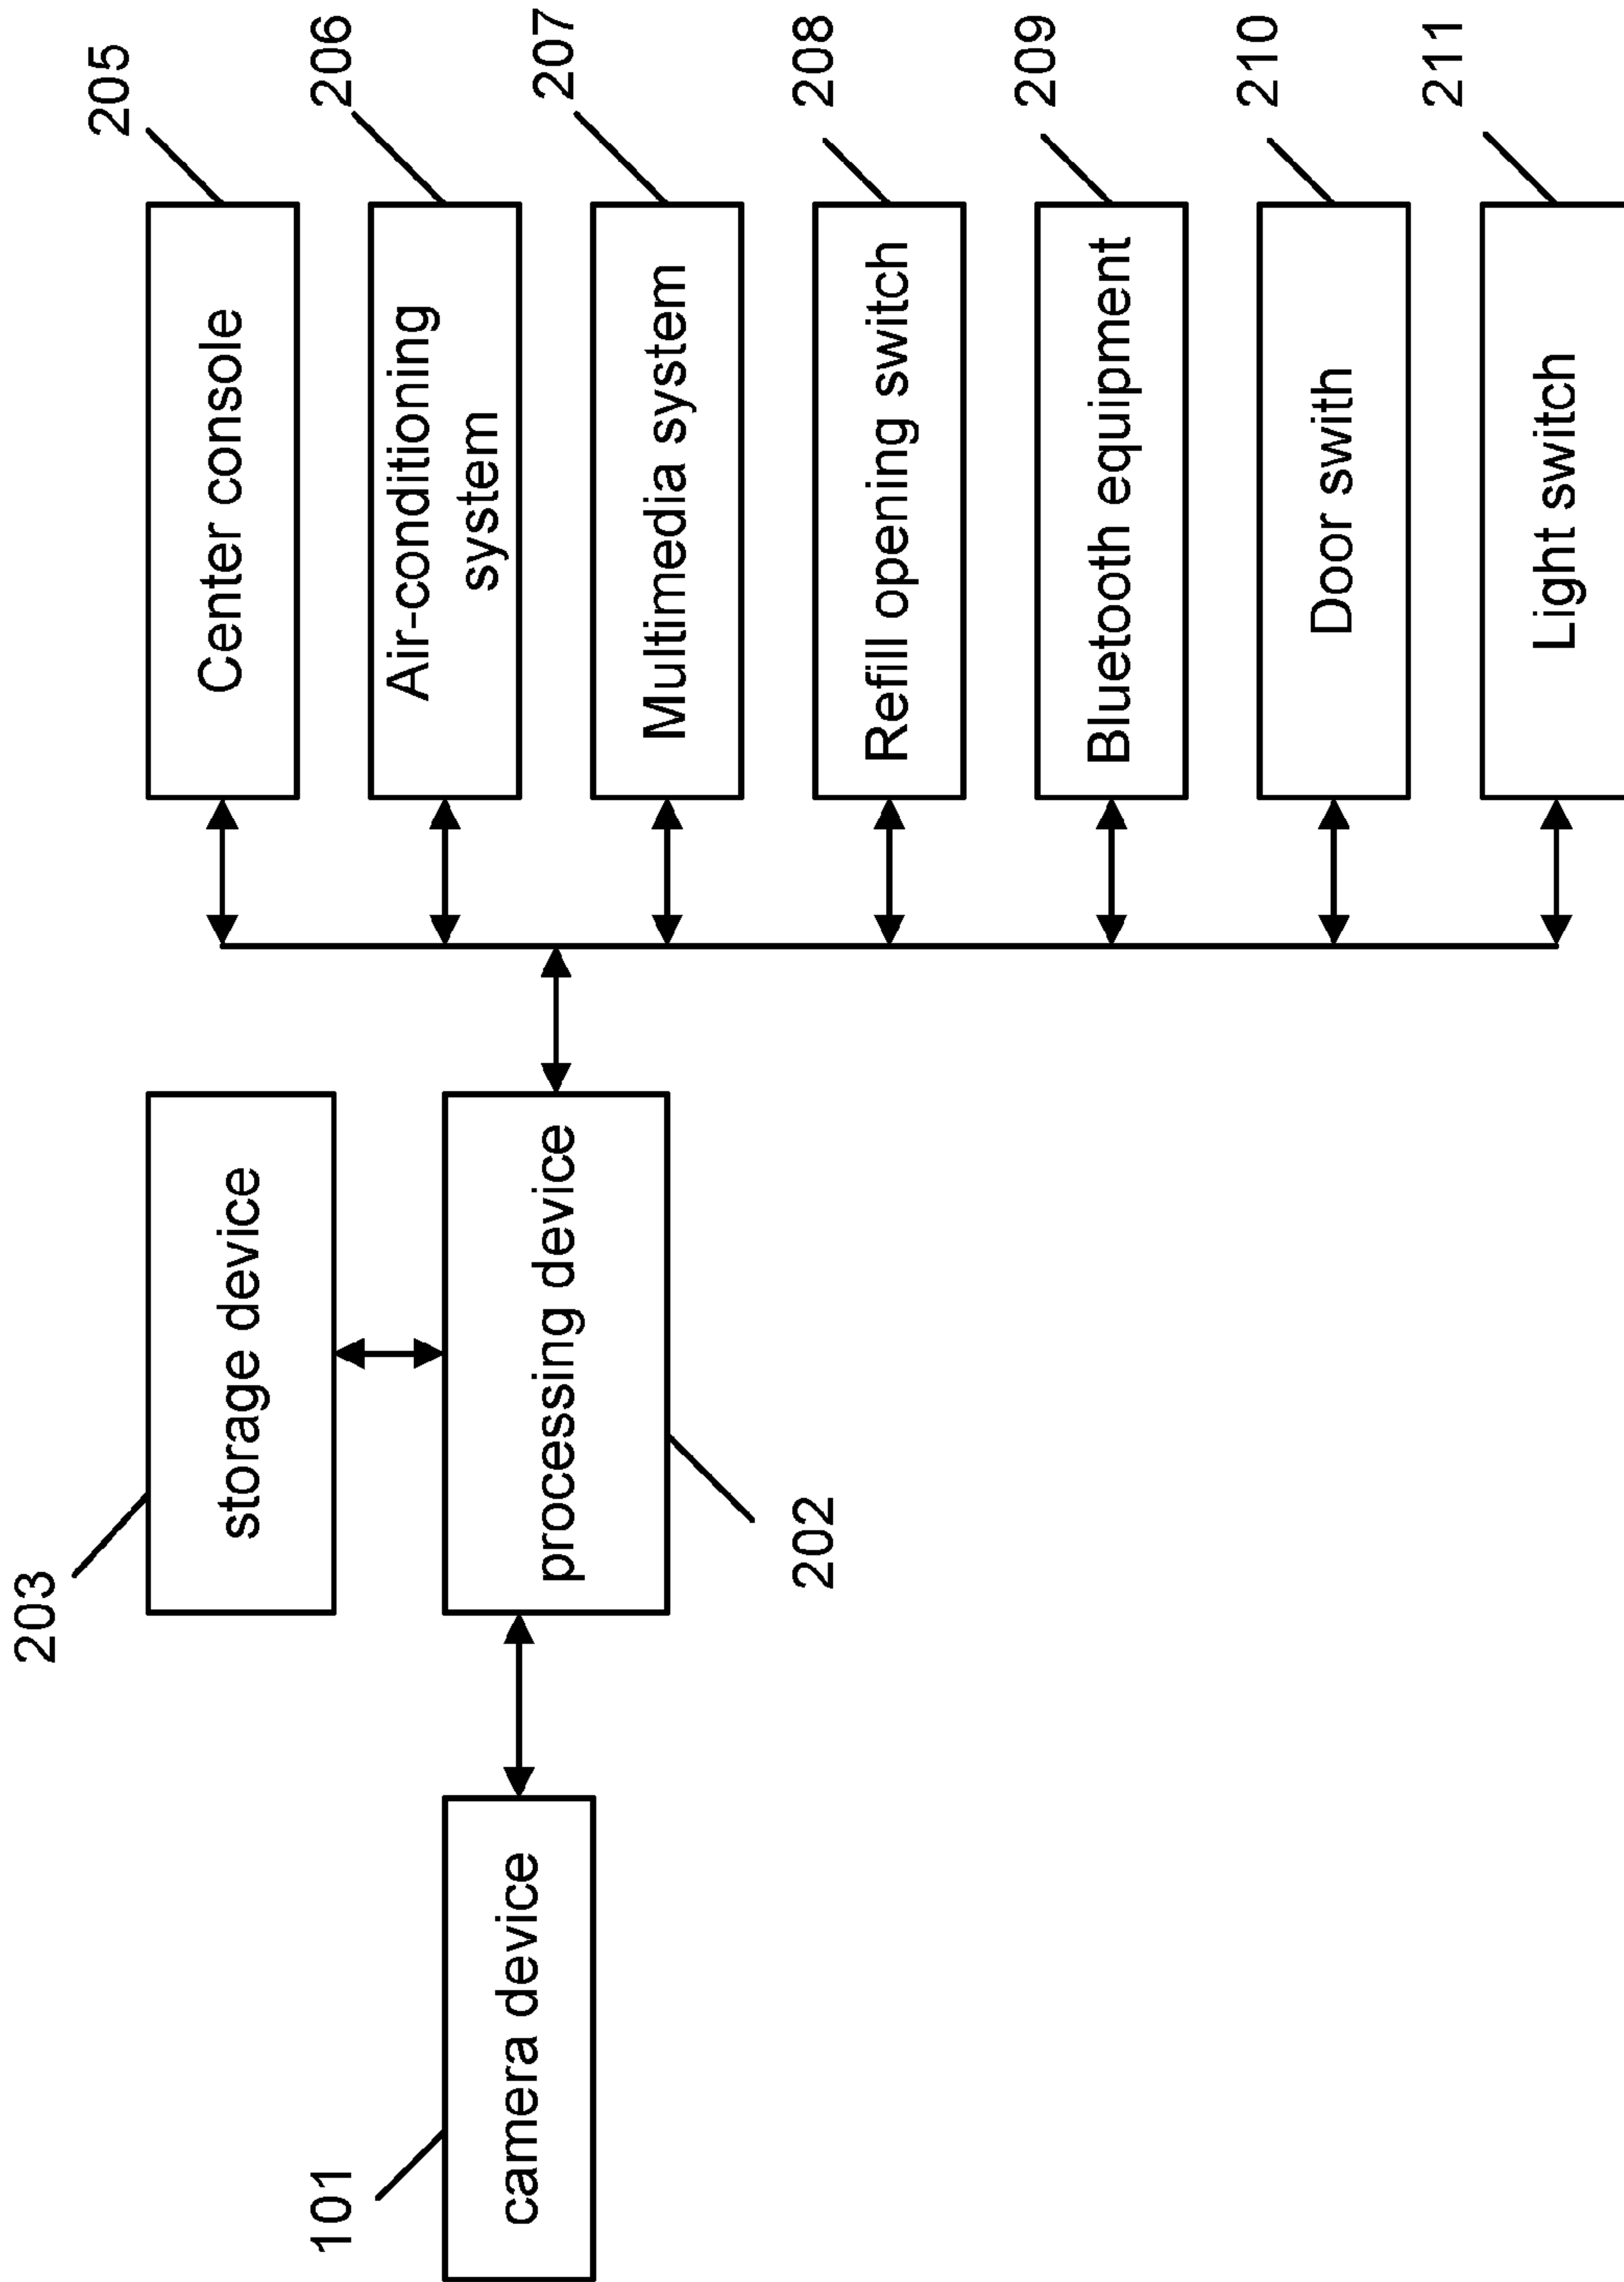 203
storage device
101
camera device
processing device
202
Center console
205
Air-conditioning
system
206
Multimedia system
207
Refill opening switch
208
Bluetooth equipment
209
Door swith
210
Light switch
211